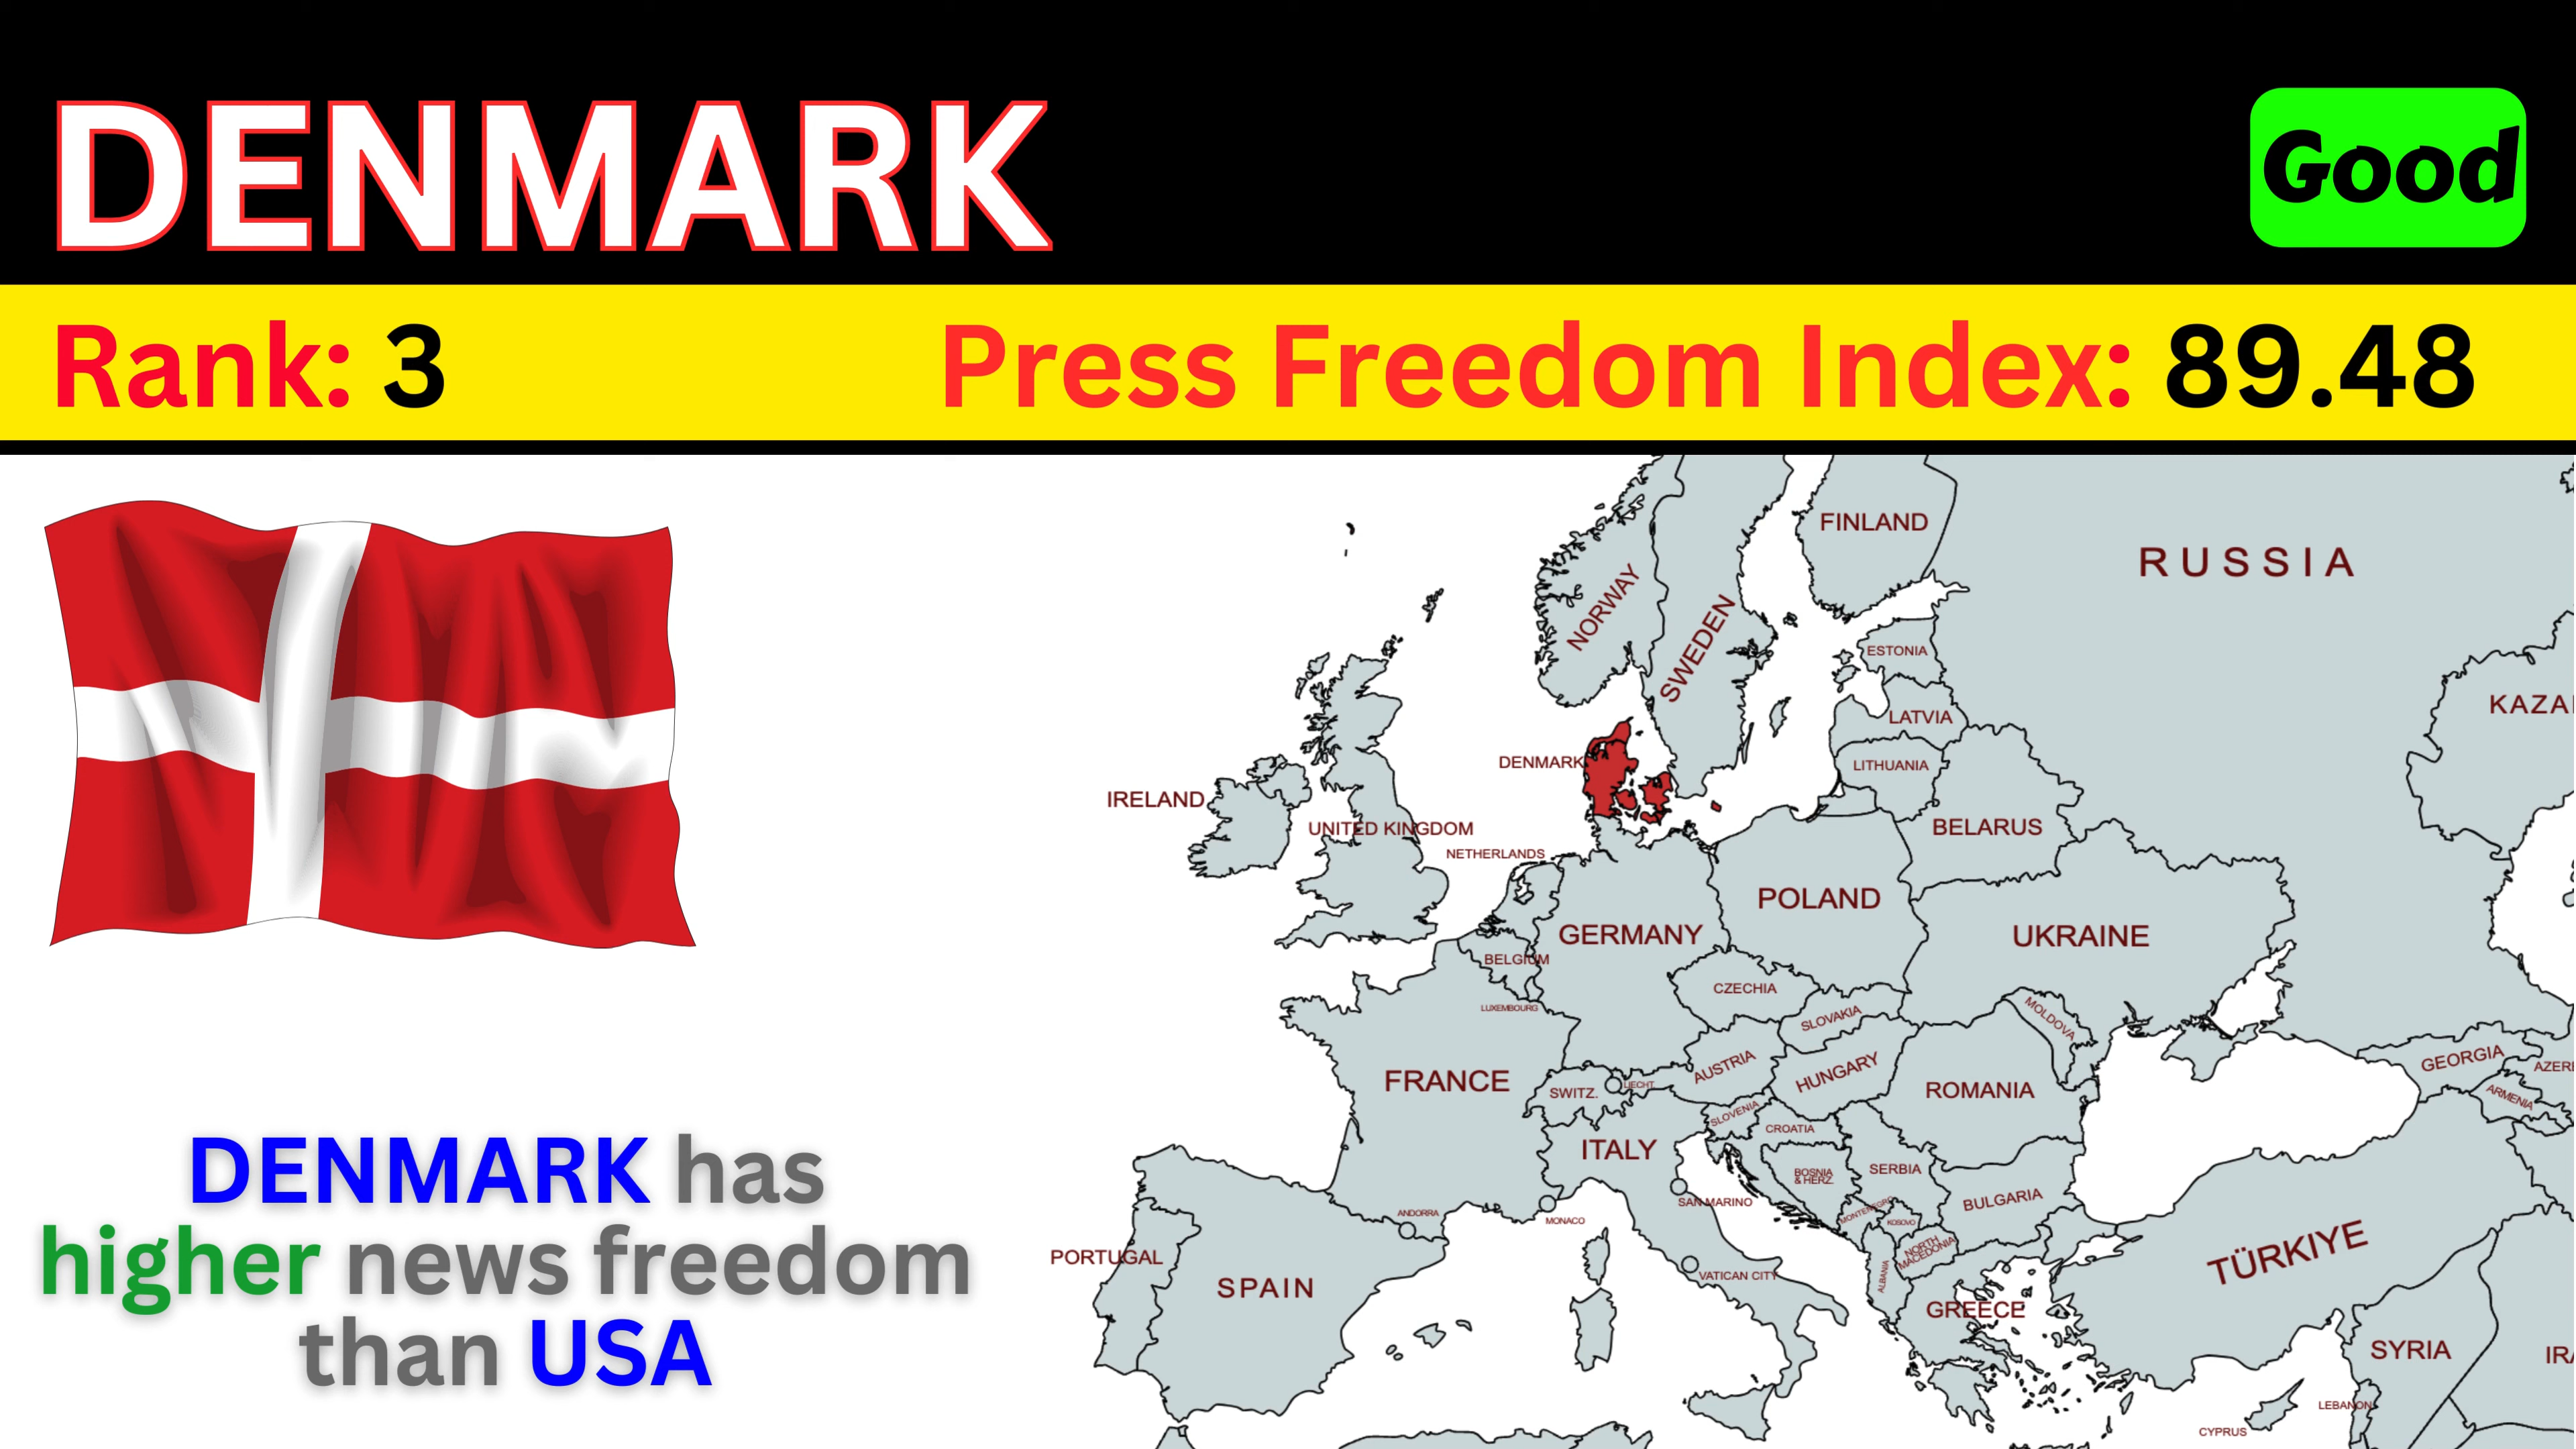 DENMARK
Good
Rank: 3
Press Freedom Index: 89.48
FINLAND
RUSSIA
NORWAY
SWEDEN
ESTONIA
KAZA
LATVIA
DENMARK
LITHUANIA
IRELAND
UNITED KINGDOM
BELARUS
NETHERLANDS
POLAND
GERMANY
UKRAINE
BELGIUM
CZECHIA
LUXEMBOURG
SLOVAKIA
MOLDOVA
GEORGIA
AZERB
AUSTRIA
HUNGARY
FRANCE
SWITZ.
LIECHT.
ROMANIA
ARMENIA
SLOVENIA
CROATIA
ITALY
BOSNIA
& HERZ.
SERBIA
SAN MARINO
BULGARIA
ANDORRA
MONACO
MONTENEGRO
KOSOVO
NORTH
MACEDONIA
PORTUGAL
SPAIN
VATICAN CITY
ALBANIA
TÜRKIYE
GREECE
SYRIA
IRA
LEBANON
CYPRUS
DENMARK has
higher news freedom
than USA